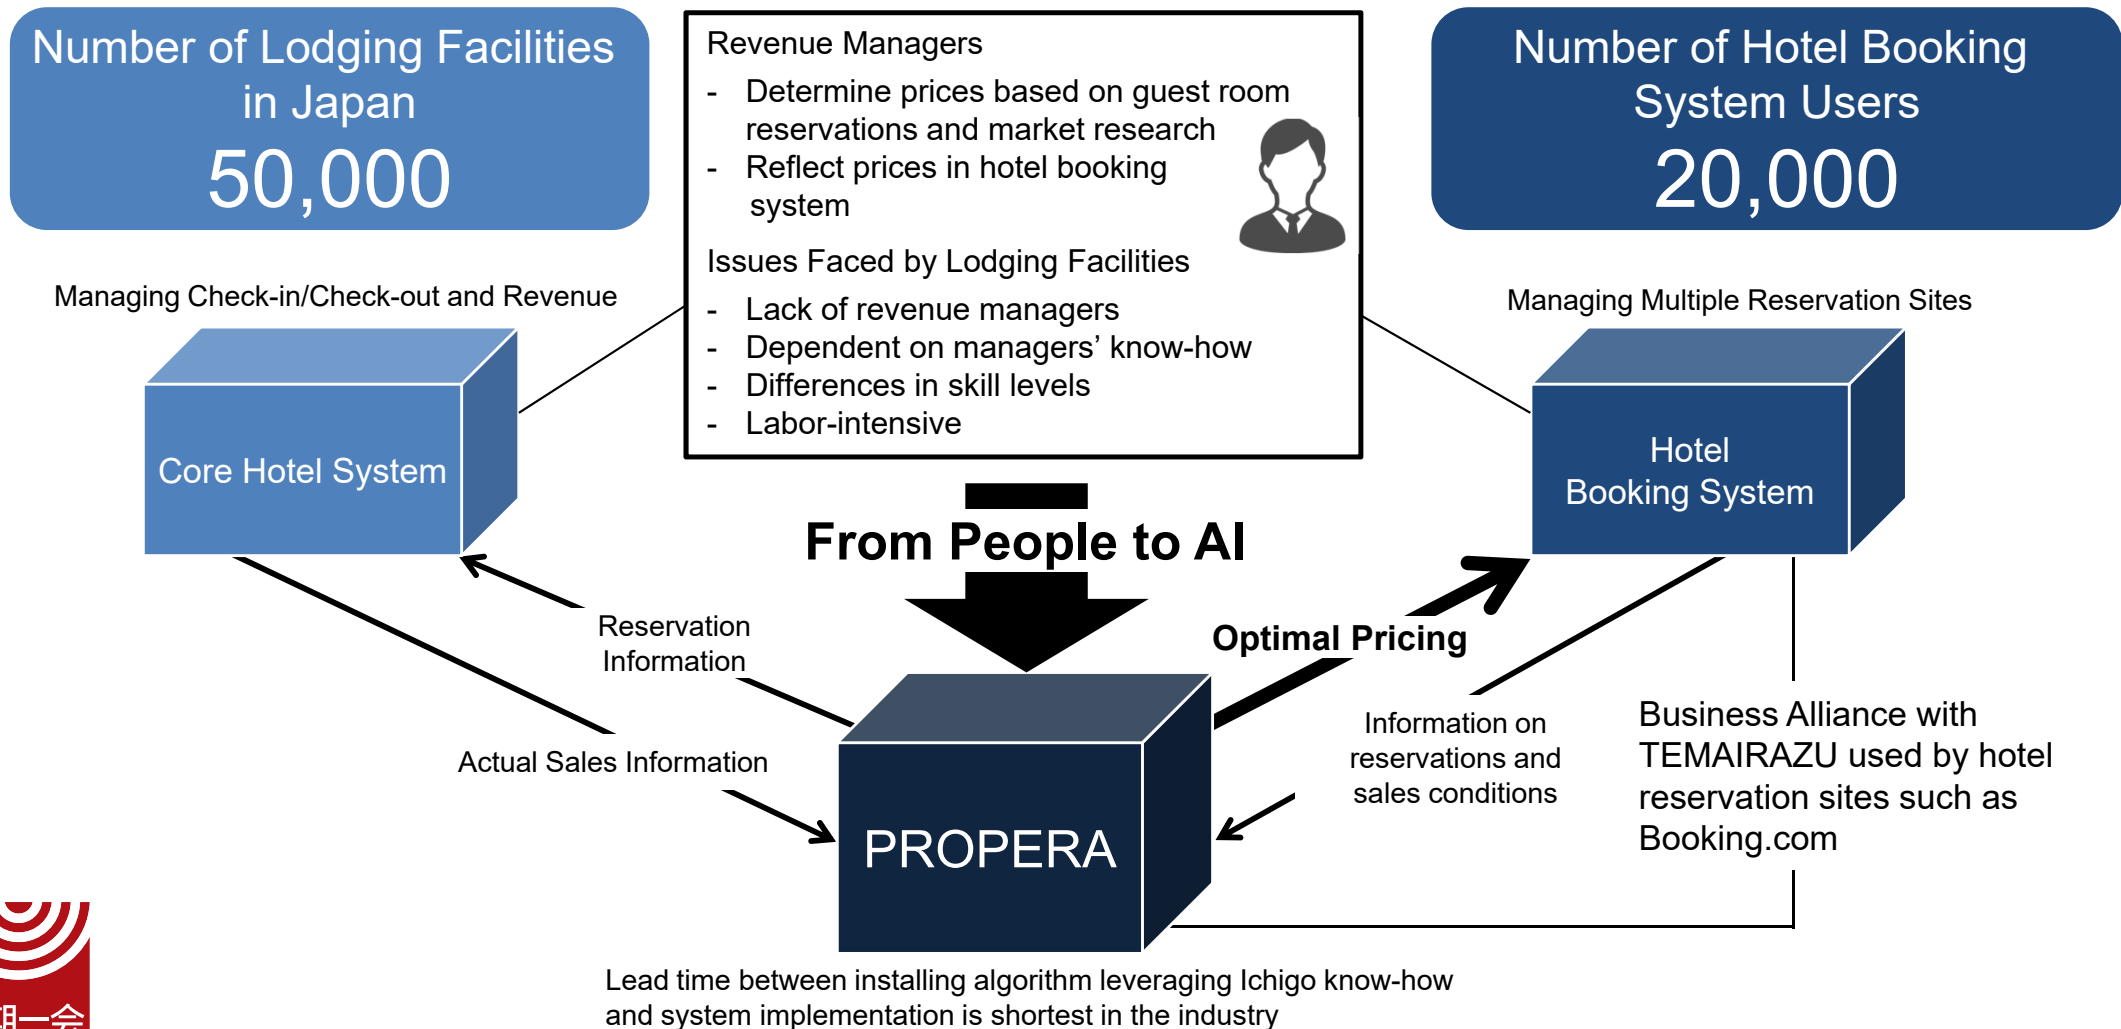 Number of Lodging Facilities
in Japan
50,000
Revenue Managers
- Determine prices based on guest room
reservations and market research
- Reflect prices in hotel booking
system
Issues Faced by Lodging Facilities
- Lack of revenue managers
- Dependent on managers’ know-how
- Differences in skill levels
- Labor-intensive
Number of Hotel Booking
System Users
20,000
Managing Check-in/Check-out and Revenue
Core Hotel System
Managing Multiple Reservation Sites
Hotel
Booking System
From People to AI
Reservation
Information
Actual Sales Information
Optimal Pricing
Information on
reservations and
sales conditions
Business Alliance with
TEMAIRAZU used by hotel
reservation sites such as
Booking.com
PROPERA
Lead time between installing algorithm leveraging Ichigo know-how
and system implementation is shortest in the industry
期一会